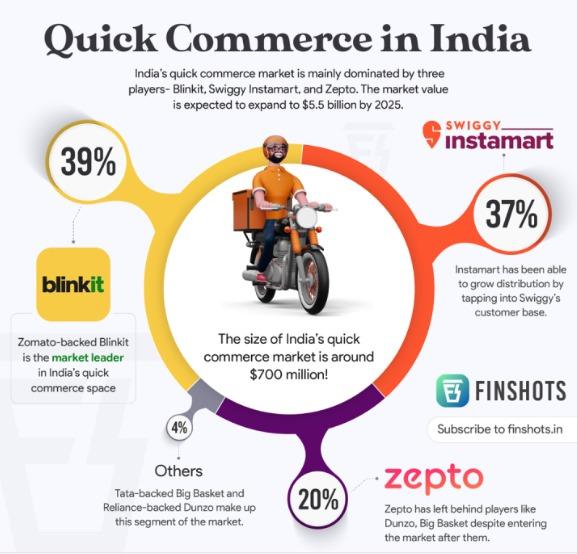 Quick Commerce in India
India's quick commerce market is mainly dominated by three
players- Blinkit, Swiggy Instamart, and Zepto. The market value
is expected to expand to $5.5 billion by 2025.
39%
blinkit
Zomato-backed Blinkit
is the market leader
in India's quick
commerce space
SWIGGY
instamart
37%
Instamart has been able
to grow distribution by
tapping into Swiggy's
customer base.
The size of India's quick
commerce market is around
$700 million!
FINSHOTS
Subscribe to finshots.in
4%
Others
Tata-backed Big Basket and
Reliance-backed Dunzo make up
this segment of the market.
20%
zepto
Zepto has left behind players like
Dunzo, Big Basket despite entering
the market after them.